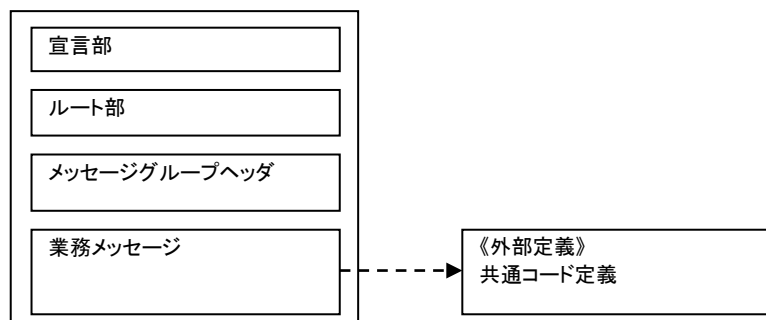 宣言部
ルート部
メッセージグループヘッダ
業務メッセージ
《外部定義》
共通コード定義